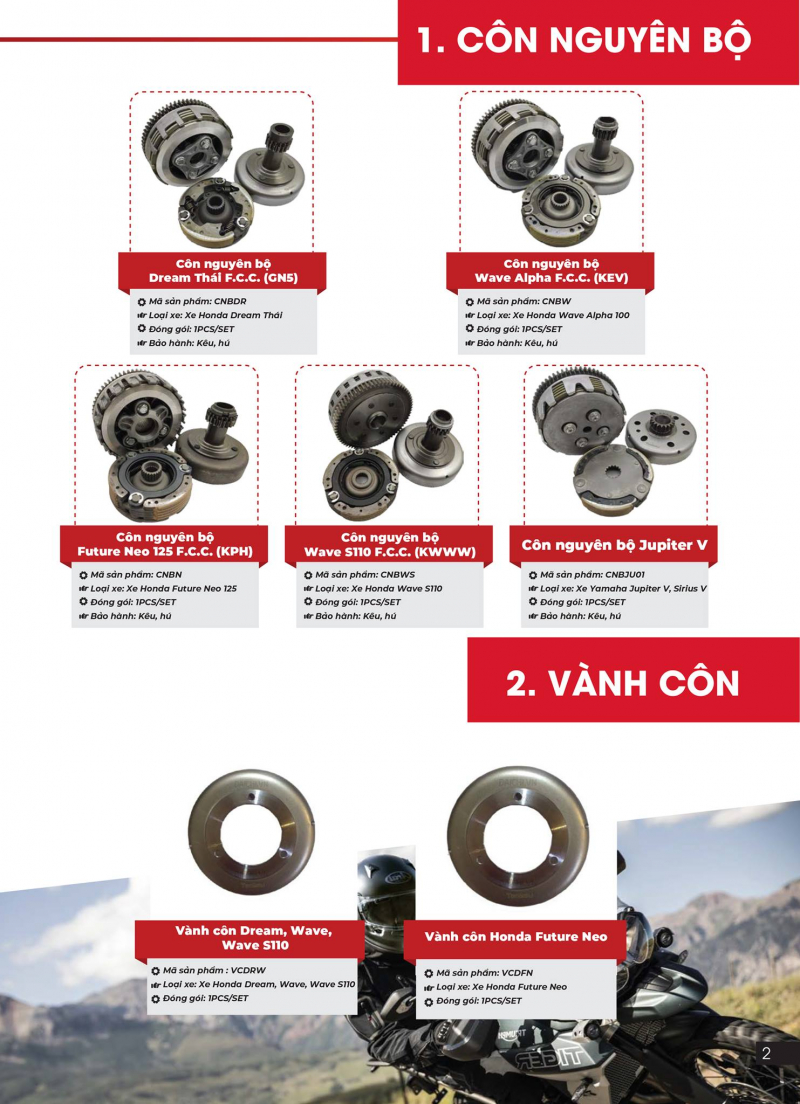 1. CÔN NGUYÊN BỘ
Côn nguyên bộ
Dream Thái F.C.C. (GN5)
Mã sản phẩm: CNBDR
Loại xe: Xe Honda Dream Thái
Đóng gói: 1PCS/SET
Bảo hành: Kêu, hú
Côn nguyên bộ
Wave Alpha F.C.C. (KEV)
Mã sản phẩm: CNBW
Loại xe: Xe Honda Wave Alpha 100
Đóng gói: 1PCS/SET
Bảo hành: Kêu, hú
Côn nguyên bộ
Future Neo 125 F.C.C. (KPH)
Mã sản phẩm: CNBN
Loại xe: Xe Honda Future Neo 125
Đóng gói: 1PCS/SET
Bảo hành: Kêu, hú
Côn nguyên bộ
Wave S110 F.C.C. (KWWW)
Mã sản phẩm: CNBWS
Loại xe: Xe Honda Wave S110
Đóng gói: 1PCS/SET
Bảo hành: Kêu, hú
Côn nguyên bộ Jupiter V
Mã sản phẩm: CNBJU01
Loại xe: Xe Yamaha Jupiter V, Sirius V
Đóng gói: 1PCS/SET
Bảo hành: Kêu, hú
2. VÀNH CÔN
Vành côn Dream, Wave,
Wave S110
Mã sản phẩm : VCDRW
Loại xe: Xe Honda Dream, Wave, Wave S110
Đóng gói: 1PCS/SET
Vành côn Honda Future Neo
Mã sản phẩm: VCDFN
Loại xe: Xe Honda Future Neo
Đóng gói: 1PCS/SET
TIGER
2